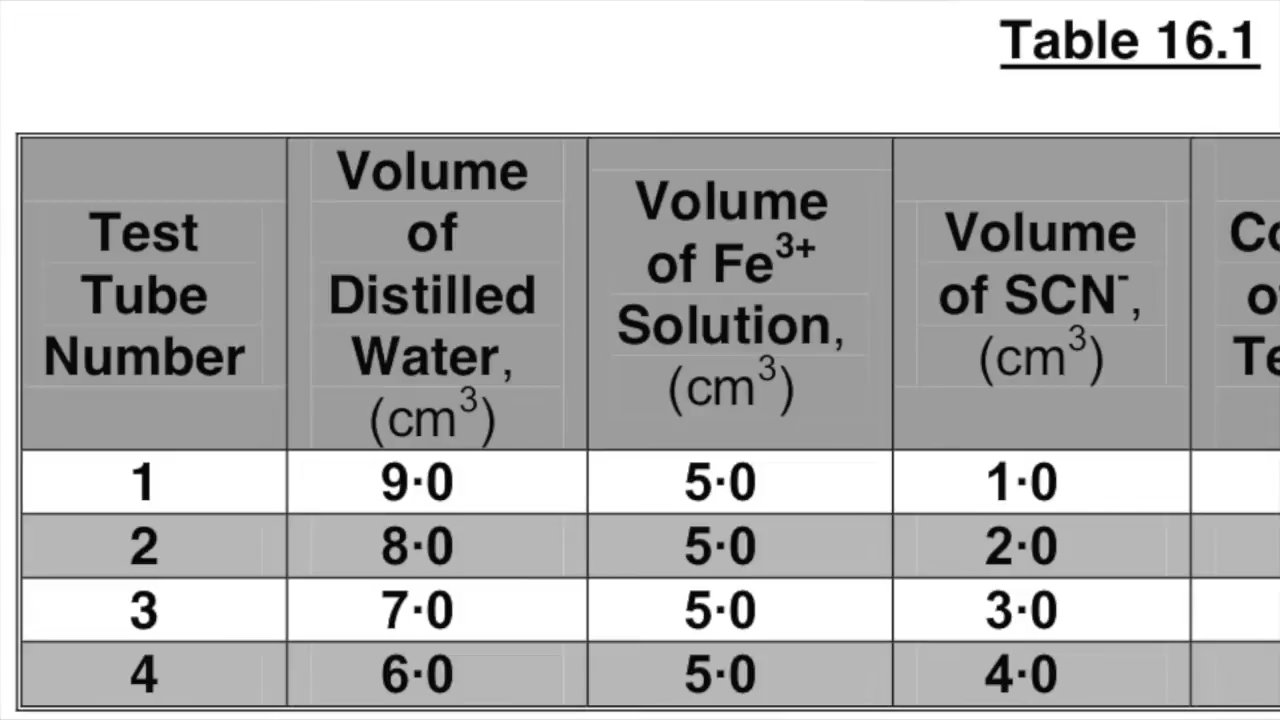 Table 16.1
Test Tube Number | Volume of Distilled Water, (cm³) | Volume of Fe³⁺ Solution, (cm³) | Volume of SCN⁻, (cm³)
1 | 9·0 | 5·0 | 1·0
2 | 8·0 | 5·0 | 2·0
3 | 7·0 | 5·0 | 3·0
4 | 6·0 | 5·0 | 4·0